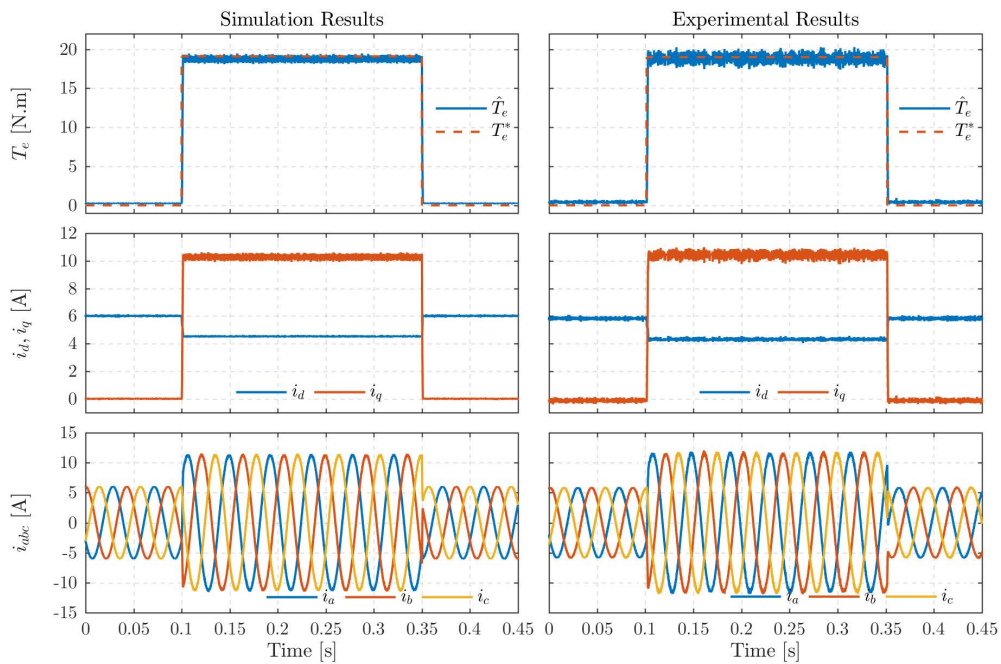 Simulation Results
Experimental Results
20
15
10
5
0
T_e [N.m]
T̂_e
T_e^*
T̂_e
T_e^*
12
10
8
6
4
2
0
i_d, i_q [A]
i_d i_q
i_d i_q
15
10
5
0
-5
-10
-15
i_abc [A]
i_a i_b i_c
i_a i_b i_c
0 0.05 0.1 0.15 0.2 0.25 0.3 0.35 0.4 0.45
0 0.05 0.1 0.15 0.2 0.25 0.3 0.35 0.4 0.45
Time [s]
Time [s]